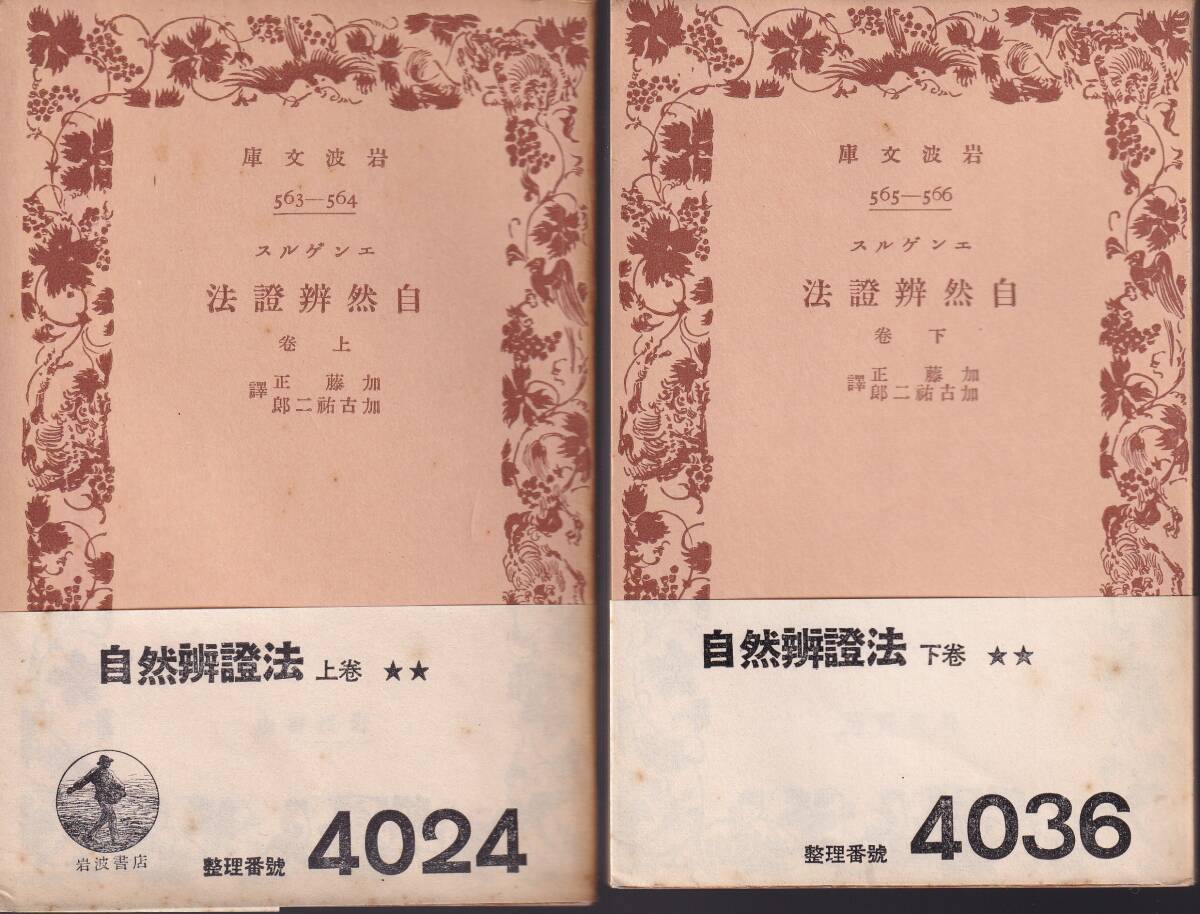 岩波文庫
563—564
エンゲルス
自然辨證法
上卷
加藤正
加古祐二郎
譯
自然辨證法 上卷 ★★
岩波書店
整理番號 4024
岩波文庫
565—566
エンゲルス
自然辨證法
下卷
加藤正
加古祐二郎
譯
自然辨證法 下卷 ★★
整理番號 4036